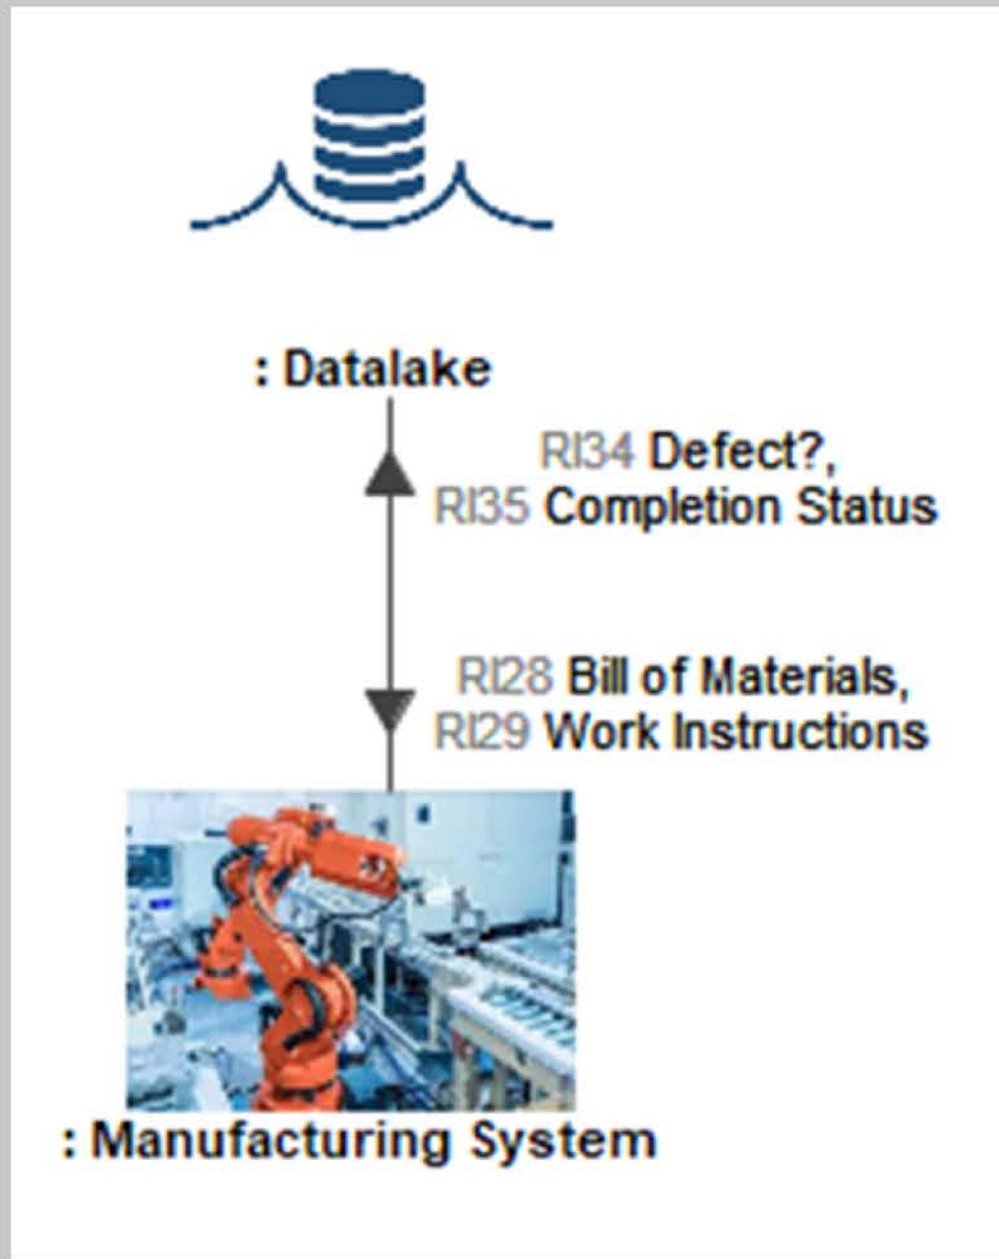 : Datalake
RI34 Defect?,
RI35 Completion Status
RI28 Bill of Materials,
RI29 Work Instructions
: Manufacturing System